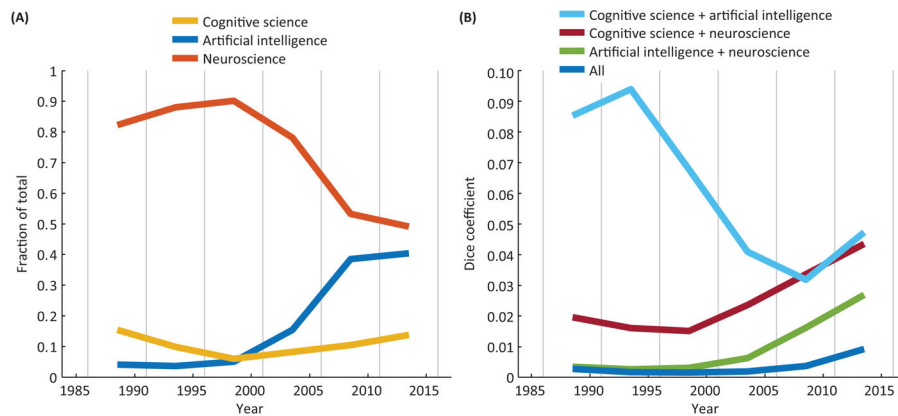 (A)
Cognitive science
Artificial intelligence
Neuroscience
1
0.9
0.8
0.7
0.6
0.5
0.4
0.3
0.2
0.1
0
Fraction of total
1985 1990 1995 2000 2005 2010 2015
Year
(B)
Cognitive science + artificial intelligence
Cognitive science + neuroscience
Artificial intelligence + neuroscience
All
0.10
0.09
0.08
0.07
0.06
0.05
0.04
0.03
0.02
0.01
0
Dice coefficient
1985 1990 1995 2000 2005 2010 2015
Year